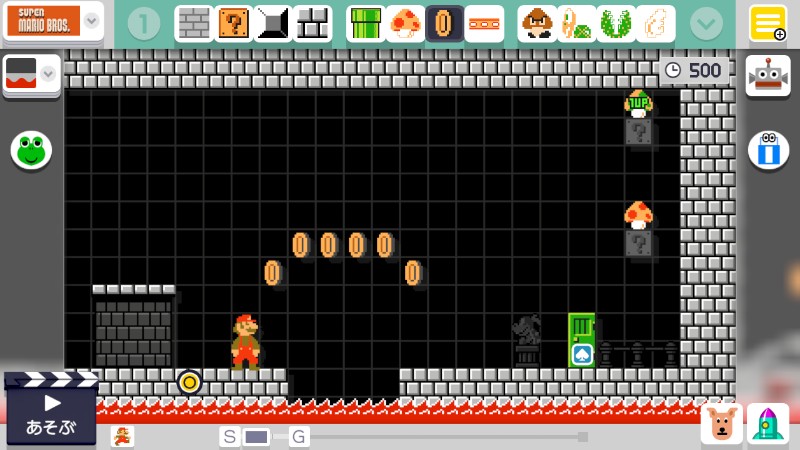 SUPER
MARIO BROS.
1
?
500
1UP
?
?
あそぶ
S
G